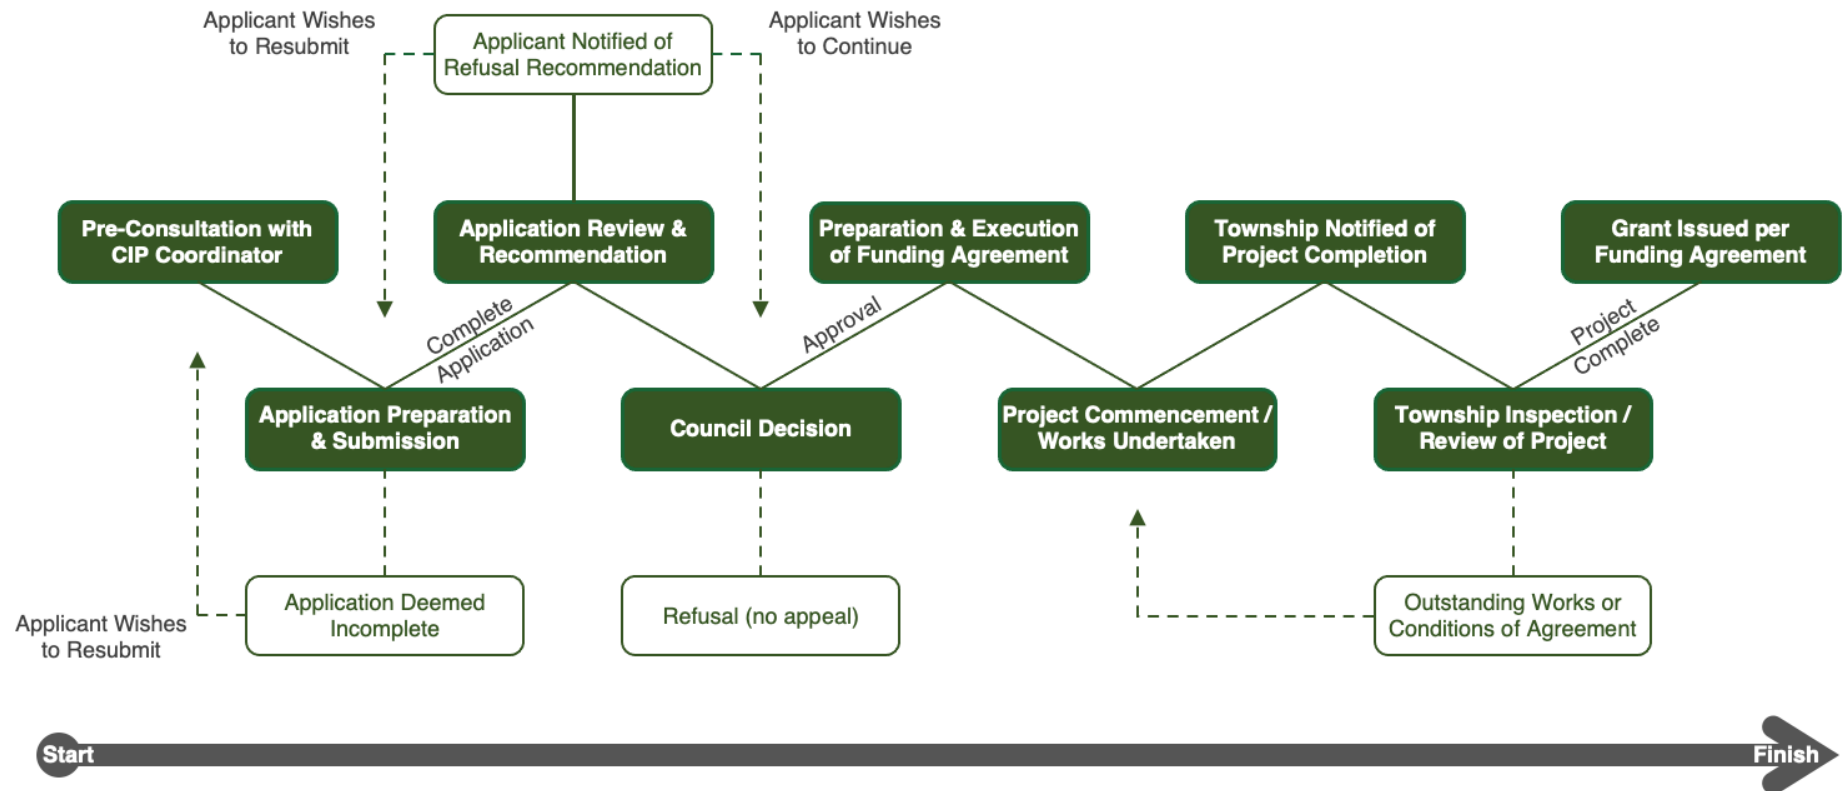 Applicant Wishes
to Resubmit
Applicant Notified of
Refusal Recommendation
Applicant Wishes
to Continue
Pre-Consultation with
CIP Coordinator
Application Review &
Recommendation
Preparation & Execution
of Funding Agreement
Township Notified of
Project Completion
Grant Issued per
Funding Agreement
Complete
Application
Approval
Project
Complete
Application Preparation
& Submission
Council Decision
Project Commencement /
Works Undertaken
Township Inspection /
Review of Project
Applicant Wishes
to Resubmit
Application Deemed
Incomplete
Refusal (no appeal)
Outstanding Works or
Conditions of Agreement
Start
Finish